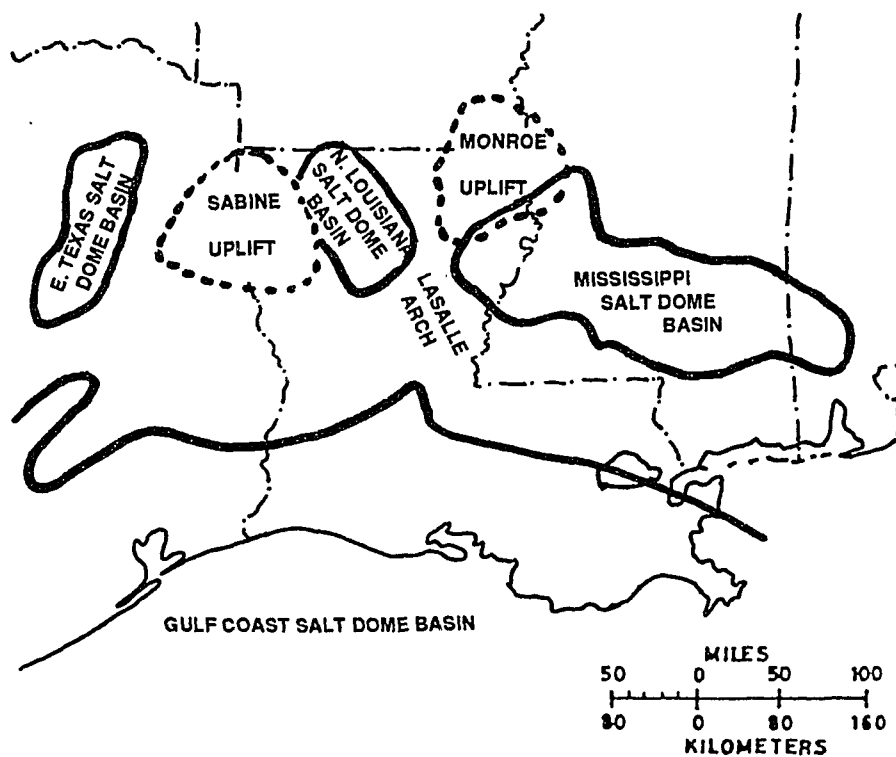 MONROE
UPLIFT
E. TEXAS SALT
DOME BASIN
SABINE
UPLIFT
N. LOUISIANA
SALT DOME
BASIN
LASALLE
ARCH
MISSISSIPPI
SALT DOME
BASIN
GULF COAST SALT DOME BASIN
MILES
50 0 50 100
80 0 80 160
KILOMETERS